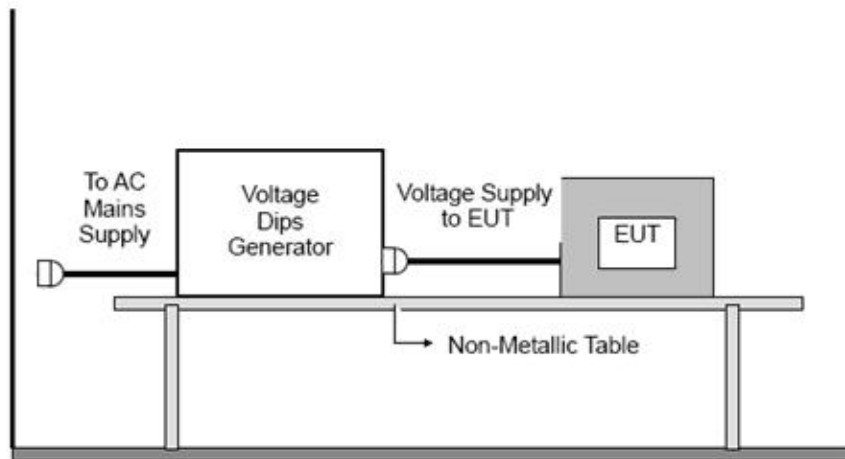 To AC
Mains
Supply
Voltage
Dips
Generator
Voltage Supply
to EUT
EUT
Non-Metallic Table